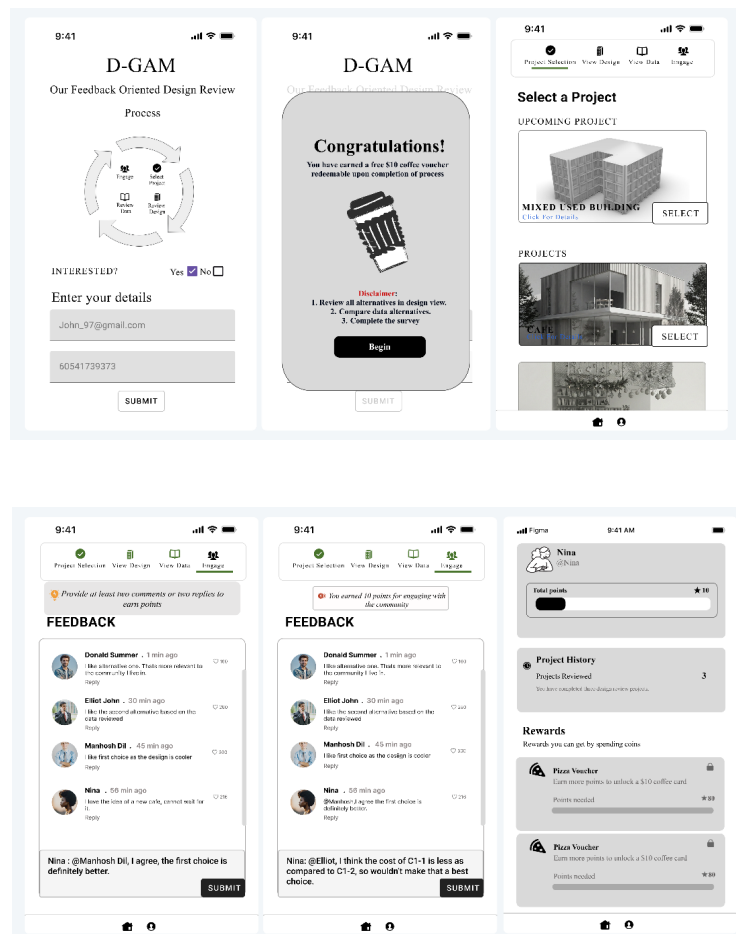 9:41
D-GAM
Our Feedback Oriented Design Review
Process
Engage
Select
Project
Review
Data
Review
Design
INTERESTED?
Yes
No
Enter your details
John_97@gmail.com
60541739373
SUBMIT
9:41
D-GAM
Our Feedback Oriented Design Review
Congratulations!
You have earned a free $10 coffee voucher
redeemable upon completion of process
Disclaimer:
1. Review all alternatives in design view.
2. Compare data alternatives.
3. Complete the survey
Begin
SUBMIT
9:41
Project Selection
View Design
View Data
Engage
Select a Project
UPCOMING PROJECT
MIXED USED BUILDING
Click For Details
SELECT
PROJECTS
CAFE
SELECT
9:41
Project Selection
View Design
View Data
Engage
Provide at least two comments or two replies to
earn points
FEEDBACK
Donald Summer . 1 min ago
I like alternative one. Thats more relevant to
the community I live in.
160
Reply
Elliot John . 30 min ago
I like the second alternative based on the
data reviewed
Reply
Manhosh Dil . 45 min ago
I like first choice as the design is cooler
Reply
Nina . 56 min ago
I love the idea of a new cafe, cannot wait for
it.
216
Reply
Nina : @Manhosh Dil, I agree, the first choice is
definitely better.
SUBMIT
9:41
Project Selection
View Design
View Data
Engage
You earned 10 points for engaging with
the community
FEEDBACK
Donald Summer . 1 min ago
I like alternative one. Thats more relevant to
the community I live in.
160
Reply
Elliot John . 30 min ago
I like the second alternative based on the
data reviewed
Reply
Manhosh Dil . 45 min ago
I like first choice as the design is cooler
Reply
Nina . 56 min ago
@Manhosh I agree the first choice is
definitely better.
216
Reply
Nina: @Elliot, I think the cost of C1-1 is less as
compared to C1-2, so wouldn't make that a best
choice.
SUBMIT
Figma
9:41 AM
Nina
@Nina
Total points
10
Project History
Projects Reviewed
3
You have completed three design review projects.
Rewards
Rewards you can get by spending coins
Pizza Voucher
Earn more points to unlock a $10 coffee card
Points needed
80
Pizza Voucher
Earn more points to unlock a $10 coffee card
Points needed
80